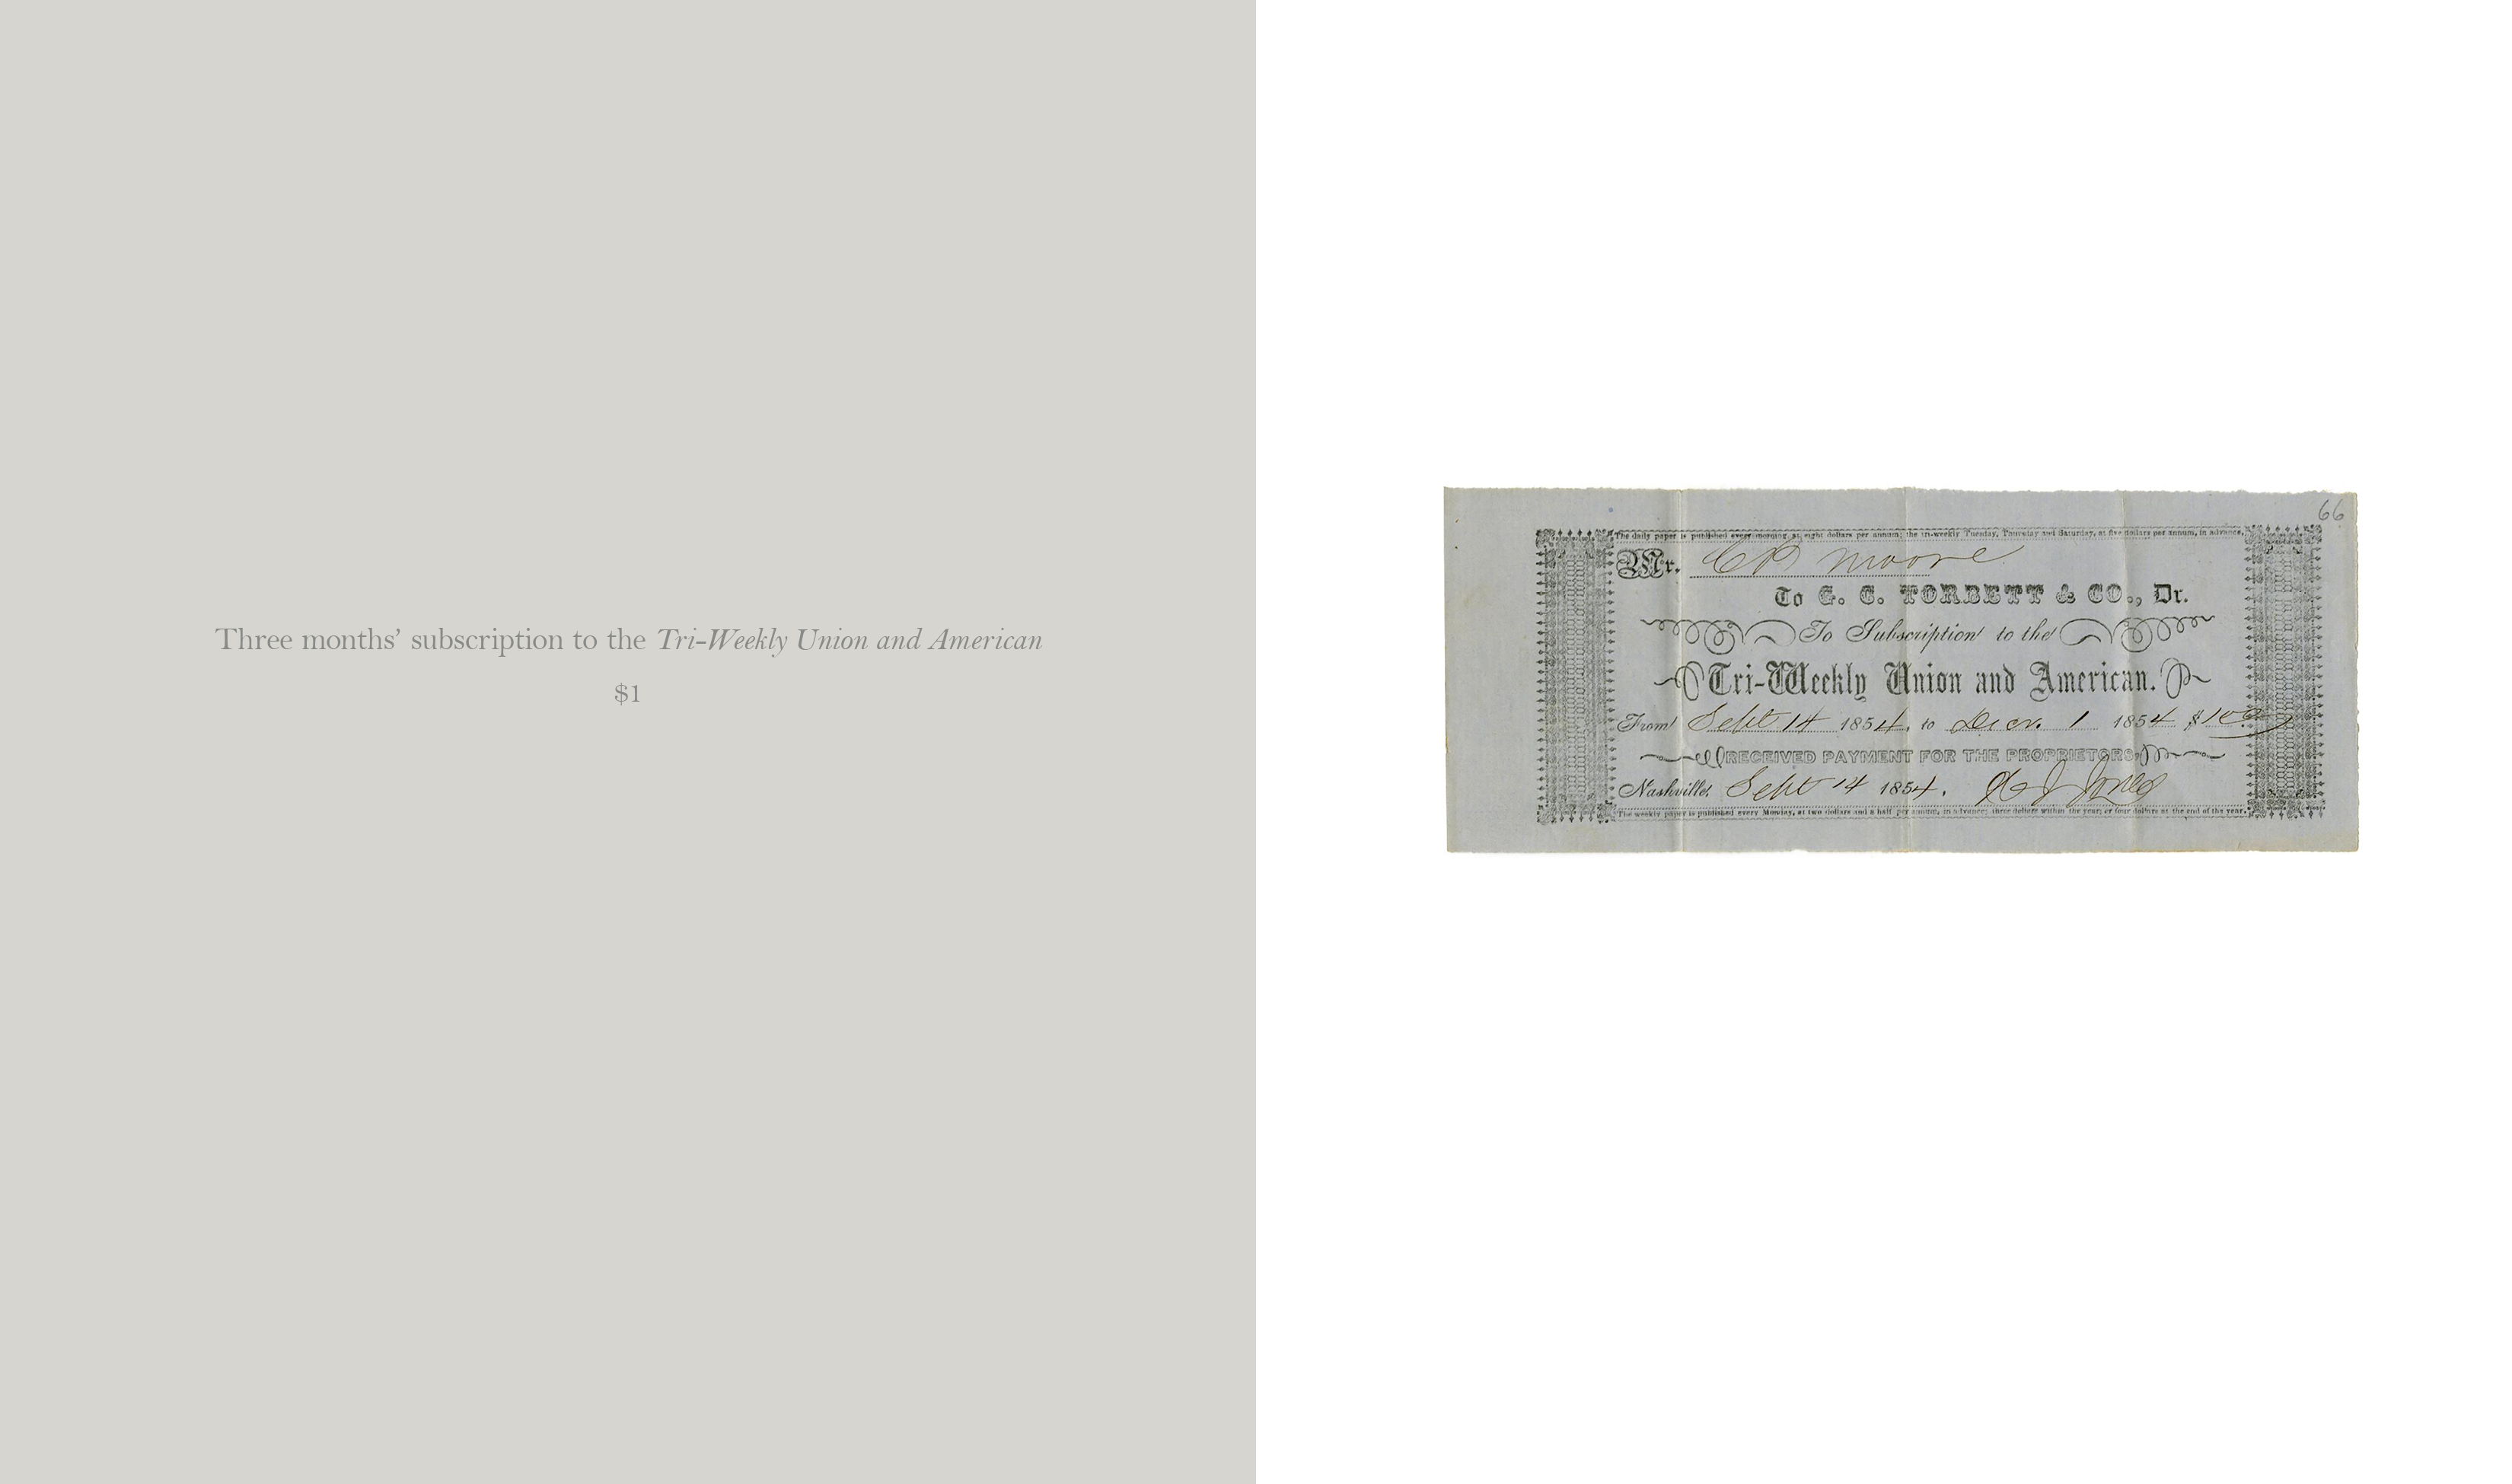 Three months’ subscription to the Tri-Weekly Union and American
$1
66
The daily paper is published every morning, at eight dollars per annum; the tri-weekly Tuesday, Thursday and Saturday, at five dollars per annum, in advance.
Mr. C P Moore
To G. C. TORBETT & CO., Dr.
To Subscription to the
Tri-Weekly Union and American.
From Sept 14 1854, to Decr. 1 1854 $1.00
RECEIVED PAYMENT FOR THE PROPRIETORS,
Nashville, Sept 14 1854. Jones
The weekly paper is published every Monday, at two dollars and a half per annum, in advance; three dollars within the year; or four dollars at the end of the year.